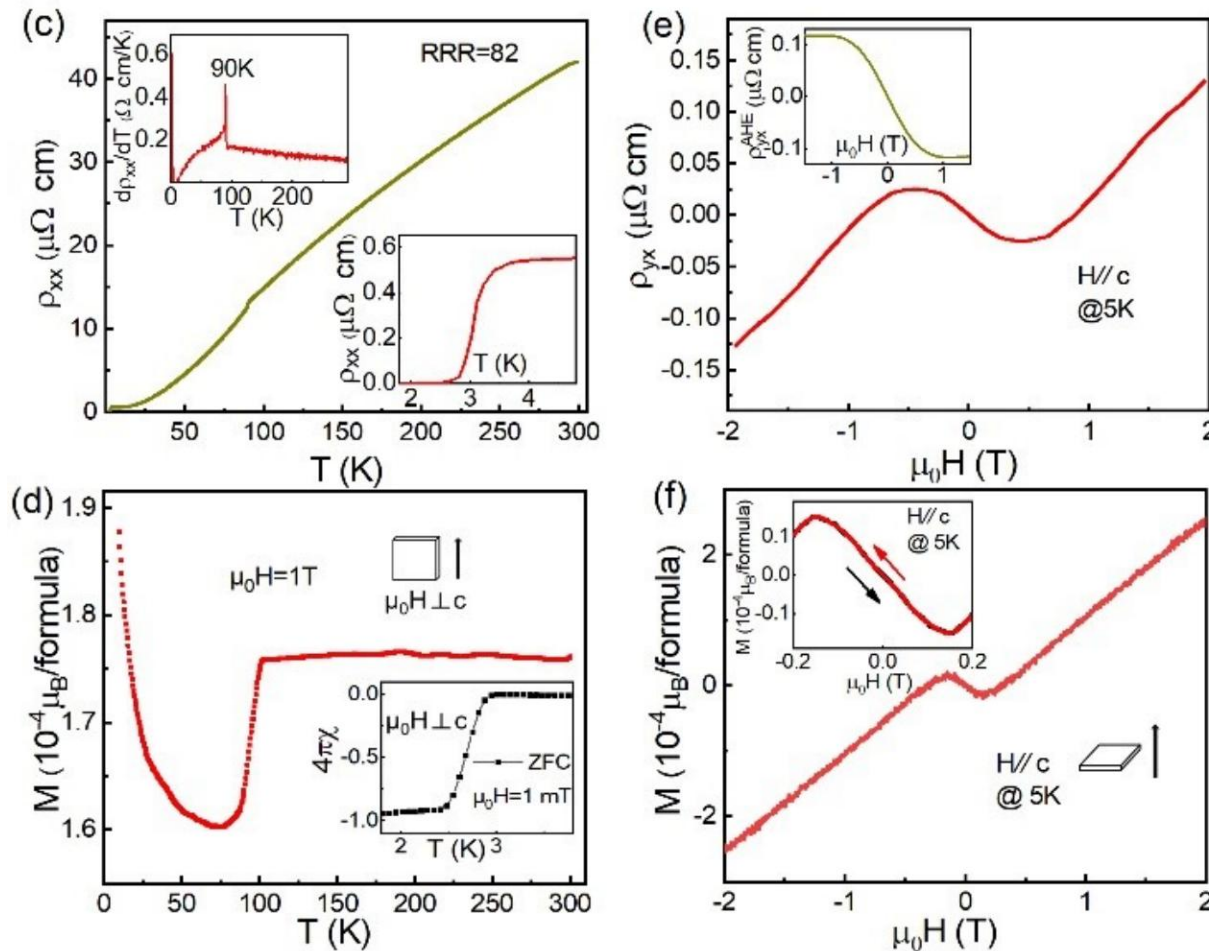 (c)
dρxx/dT (Ω cm/K)
0.6
0.4
0.2
0
100
200
T (K)
90K
RRR=82
ρxx (μΩ cm)
40
30
20
10
0
50
100
150
200
250
300
T (K)
ρxx (μΩ cm)
0.6
0.4
0.2
0.0
2
3
4
T (K)
(e)
ρyx^AHE (μΩ cm)
0.1
0.0
-0.1
μ0H (T)
-1
0
1
ρyx (μΩ cm)
0.15
0.10
0.05
0.00
-0.05
-0.10
-0.15
H// c
@5K
-2
-1
0
1
2
μ0H (T)
(d)
M (10⁻⁴μB/formula)
1.9
1.8
1.7
1.6
μ0H=1T
μ0H⊥c
4πχ
0.0
-0.5
-1.0
μ0H⊥c
ZFC
μ0H=1 mT
2
T (K)
3
0
50
100
150
200
250
300
T (K)
(f)
M (10⁻⁴μB/formula)
2
0
-2
M (10⁻⁴μB/formula)
0.1
0.0
-0.1
H// c
@ 5K
-0.2
0.0
0.2
μ0H (T)
H// c
@ 5K
-2
-1
0
1
2
μ0H (T)